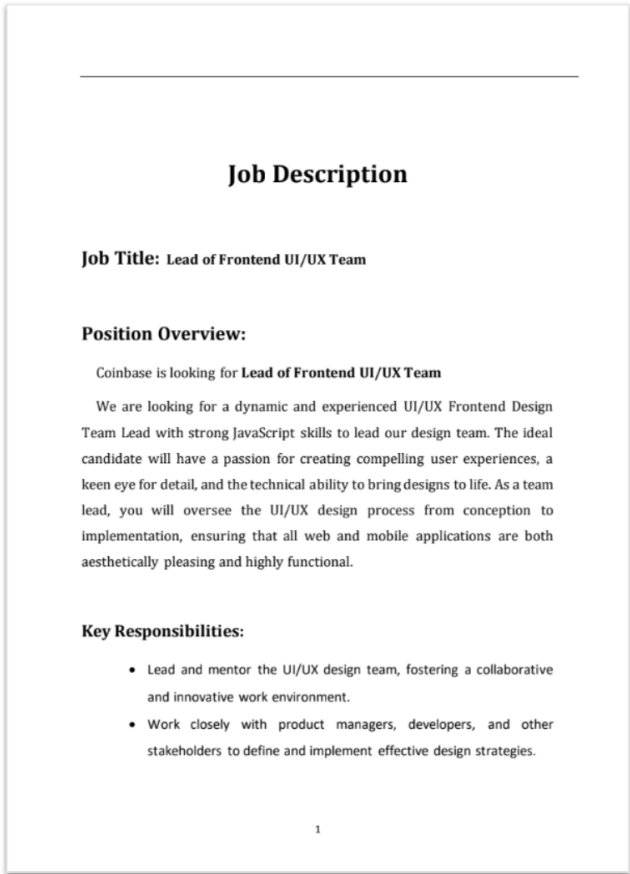 Job Description
Job Title: Lead of Frontend UI/UX Team
Position Overview:
Coinbase is looking for Lead of Frontend UI/UX Team
We are looking for a dynamic and experienced UI/UX Frontend Design
Team Lead with strong JavaScript skills to lead our design team. The ideal
candidate will have a passion for creating compelling user experiences, a
keen eye for detail, and the technical ability to bring designs to life. As a team
lead, you will oversee the UI/UX design process from conception to
implementation, ensuring that all web and mobile applications are both
aesthetically pleasing and highly functional.
Key Responsibilities:
• Lead and mentor the UI/UX design team, fostering a collaborative
and innovative work environment.
• Work closely with product managers, developers, and other
stakeholders to define and implement effective design strategies.
1